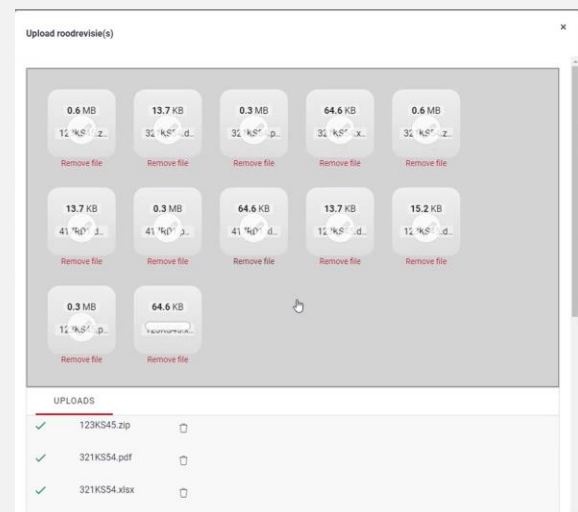 Upload roodrevisie(s)
×
0.6 MB 13.7 KB 0.3 MB 64.6 KB 0.6 MB
Remove file Remove file Remove file Remove file Remove file
13.7 KB 0.3 MB 64.6 KB 13.7 KB 15.2 KB
Remove file Remove file Remove file Remove file Remove file
0.3 MB 64.6 KB
Remove file Remove file
UPLOADS
123KS45.zip
321KS54.pdf
321KS54.xlsx